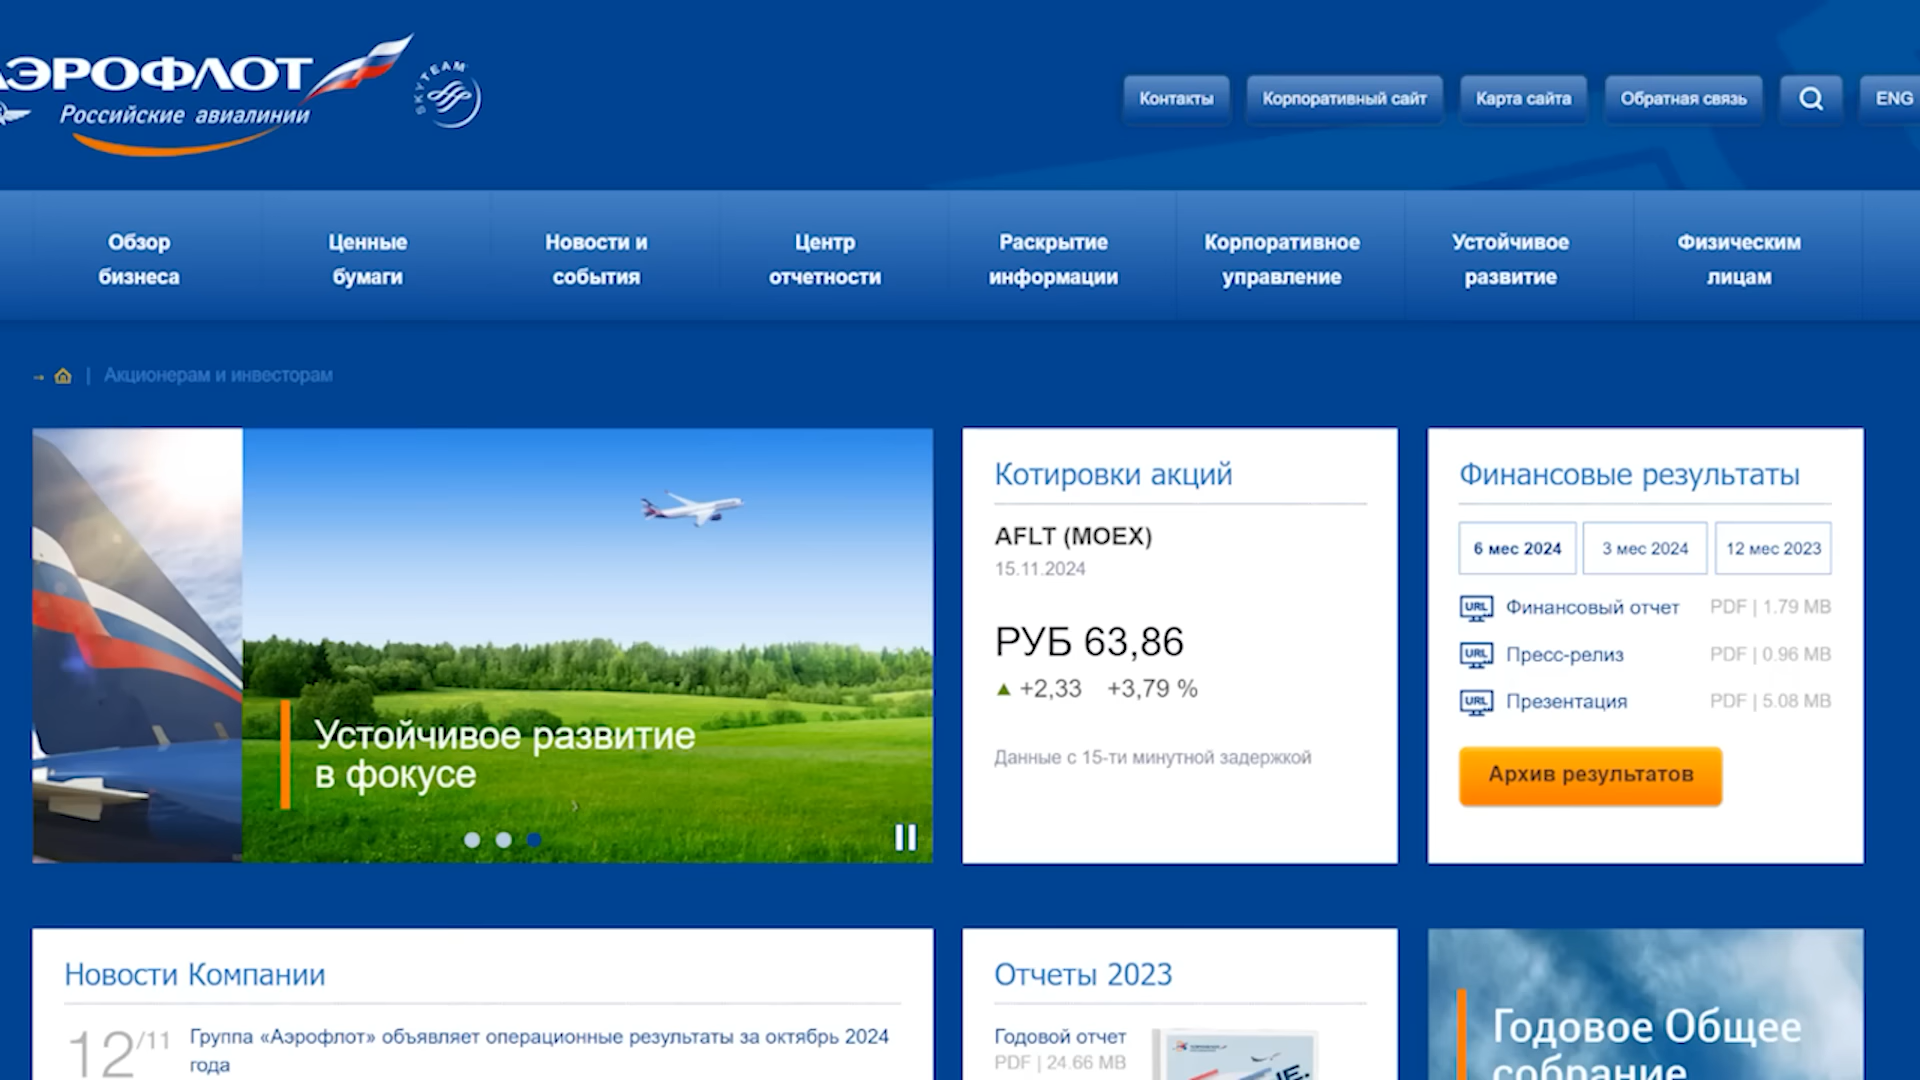 АЭРОФЛОТ
Российские авиалинии
SKYTEAM
Контакты
Корпоративный сайт
Карта сайта
Обратная связь
ENG
Обзор
бизнеса
Ценные
бумаги
Новости и
события
Центр
отчетности
Раскрытие
информации
Корпоративное
управление
Устойчивое
развитие
Физическим
лицам
→ | Акционерам и инвесторам
Устойчивое развитие
в фокусе
Котировки акций
AFLT (MOEX)
15.11.2024
РУБ 63,86
▲ +2,33 +3,79 %
Данные с 15-ти минутной задержкой
Финансовые результаты
6 мес 2024
3 мес 2024
12 мес 2023
URL Финансовый отчет PDF | 1.79 MB
URL Пресс-релиз PDF | 0.96 MB
URL Презентация PDF | 5.08 MB
Архив результатов
Новости Компании
12/11
Группа «Аэрофлот» объявляет операционные результаты за октябрь 2024
года
Отчеты 2023
Годовой отчет
PDF | 24.66 MB
Годовое Общее
собрание